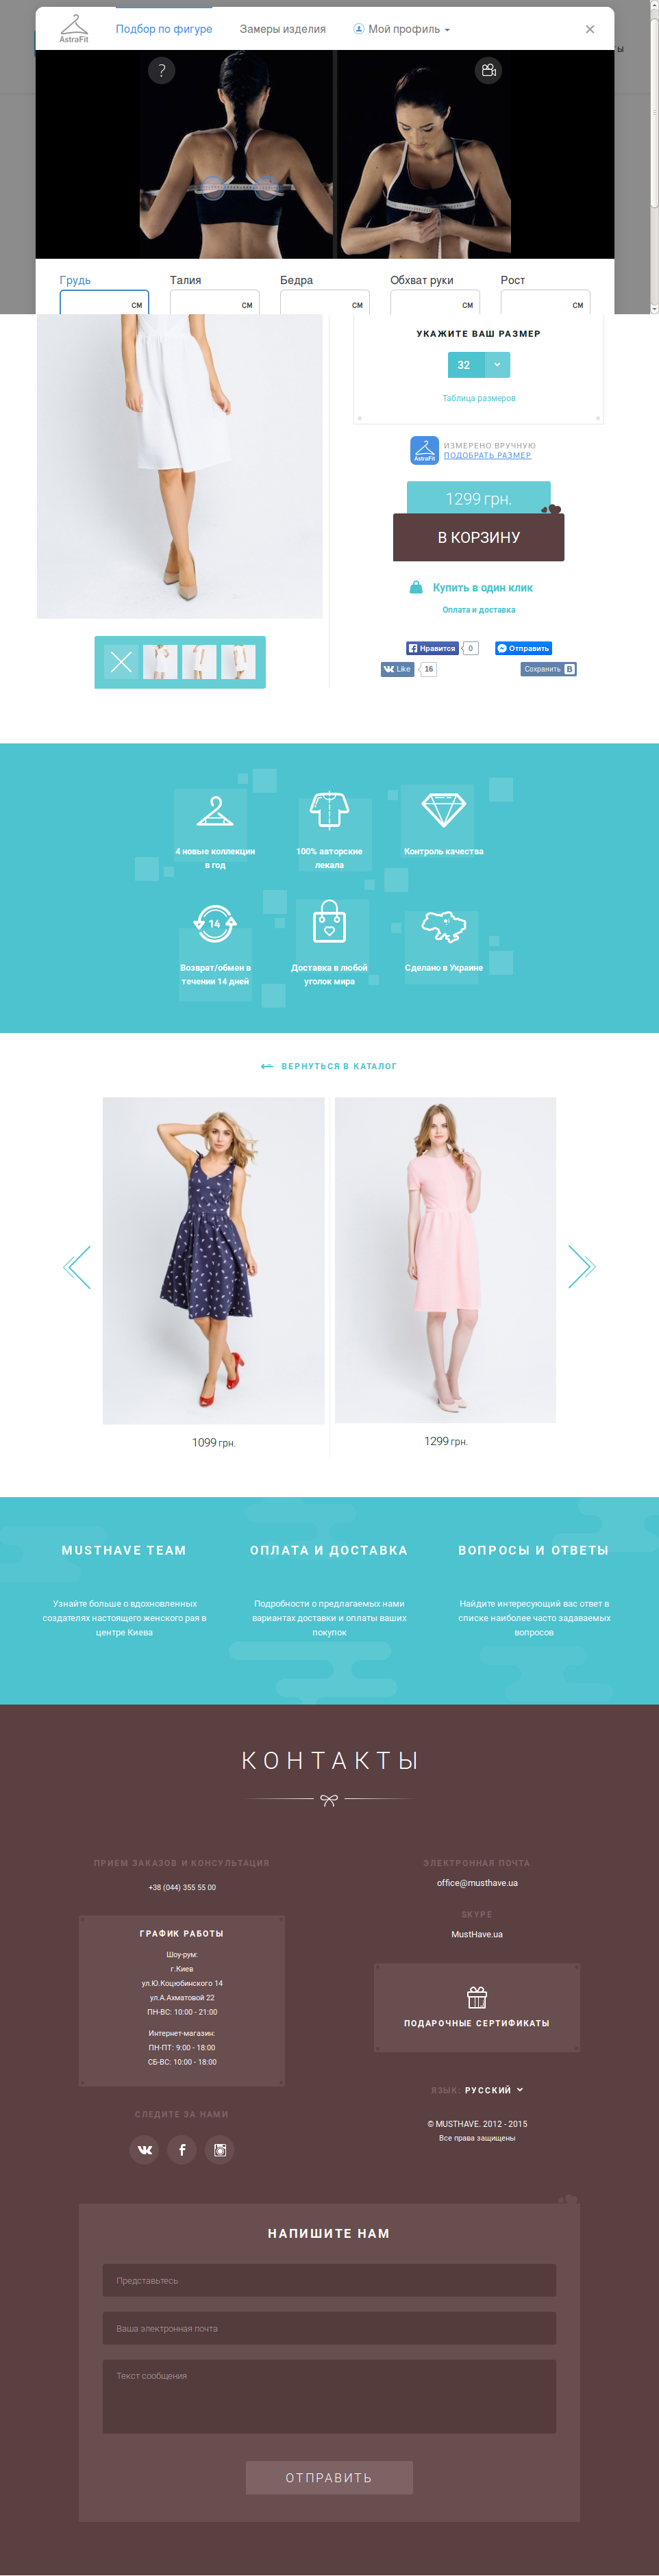 AstraFit
Подбор по фигуре
Замеры изделия
Мой профиль
ы
?
Грудь
Талия
Бедра
Обхват руки
Рост
СМ
СМ
СМ
СМ
СМ
УКАЖИТЕ ВАШ РАЗМЕР
32
Таблица размеров
AstraFit
ИЗМЕРЕНО ВРУЧНУЮ
ПОДОБРАТЬ РАЗМЕР
1299 грн.
В КОРЗИНУ
Купить в один клик
Оплата и доставка
Нравится 0
Отправить
Like 16
Сохранить B
4 новые коллекции
в год
100% авторские
лекала
Контроль качества
14
Возврат/обмен в
течении 14 дней
Доставка в любой
уголок мира
Сделано в Украине
ВЕРНУТЬСЯ В КАТАЛОГ
1099 грн.
1299 грн.
MUSTHAVE TEAM
Узнайте больше о вдохновленных
создателях настоящего женского рая в
центре Киева
ОПЛАТА И ДОСТАВКА
Подробности о предлагаемых нами
вариантах доставки и оплаты ваших
покупок
ВОПРОСЫ И ОТВЕТЫ
Найдите интересующий вас ответ в
списке наиболее часто задаваемых
вопросов
КОНТАКТЫ
ПРИЕМ ЗАКАЗОВ И КОНСУЛЬТАЦИЯ
+38 (044) 355 55 00
ГРАФИК РАБОТЫ
Шоу-рум:
г.Киев
ул.Ю.Коцюбинского 14
ул.А.Ахматовой 22
ПН-ВС: 10:00 - 21:00
Интернет-магазин:
ПН-ПТ: 9:00 - 18:00
СБ-ВС: 10:00 - 18:00
СЛЕДИТЕ ЗА НАМИ
ЭЛЕКТРОННАЯ ПОЧТА
office@musthave.ua
SKYPE
MustHave.ua
ПОДАРОЧНЫЕ СЕРТИФИКАТЫ
ЯЗЫК: РУССКИЙ
© MUSTHAVE. 2012 - 2015
Все права защищены
НАПИШИТЕ НАМ
Представьтесь
Ваша электронная почта
Текст сообщения
ОТПРАВИТЬ